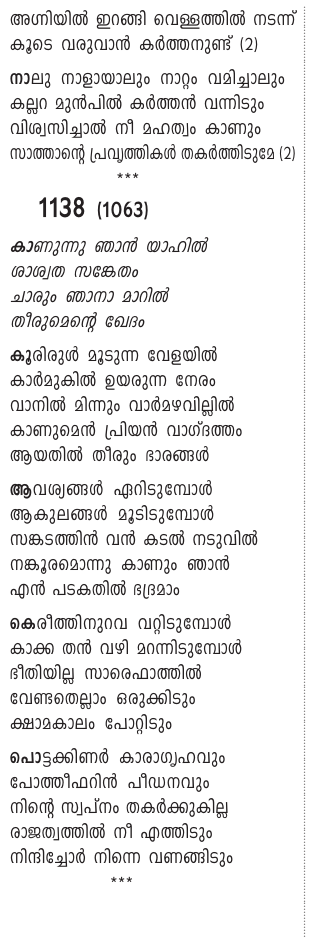 അഗ്നിയിൽ ഇറങ്ങി വെള്ളത്തിൽ നടന്ന്
കൂടെ വരുവാൻ കർത്തനുണ്ട് (2)
നാലു നാളായാലും നാറ്റം വമിച്ചാലും
കല്ലറ മുൻപിൽ കർത്തൻ വന്നിടും
വിശ്വസിച്ചാൽ നീ മഹത്വം കാണും
സാത്താന്റെ പ്രവൃത്തികൾ തകർത്തിടുമേ (2)
***
1138 (1063)
കാണുന്നു ഞാൻ യാഹിൽ
ശാശ്വത സങ്കേതം
ചാരും ഞാനാ മാറിൽ
തീരുമെന്റെ ഖേദം
കൂരിരുൾ മൂടുന്ന വേളയിൽ
കാർമുകിൽ ഉയരുന്ന നേരം
വാനിൽ മിന്നും വാർമഴവില്ലിൽ
കാണുമെൻ പ്രിയൻ വാഗ്ദത്തം
ആയതിൽ തീരും ഭാരങ്ങൾ
ആവശ്യങ്ങൾ ഏറിടുമ്പോൾ
ആകുലങ്ങൾ മൂടിടുമ്പോൾ
സങ്കടത്തിൻ വൻ കടൽ നടുവിൽ
നങ്കൂരമൊന്നു കാണും ഞാൻ
എൻ പടകതിൽ ഭദ്രമാം
കെരീത്തിനുറവ വറ്റിടുമ്പോൾ
കാക്ക തൻ വഴി മറന്നിടുമ്പോൾ
ഭീതിയില്ല സാരെഫാത്തിൽ
വേണ്ടതെല്ലാം ഒരുക്കിടും
ക്ഷാമകാലം പോറ്റിടും
പൊട്ടക്കിണർ കാരാഗൃഹവും
പോത്തീഫറിൻ പീഡനവും
നിന്റെ സ്വപ്നം തകർക്കുകില്ല
രാജത്വത്തിൽ നീ എത്തിടും
നിന്ദിച്ചോർ നിന്നെ വണങ്ങിടും
***